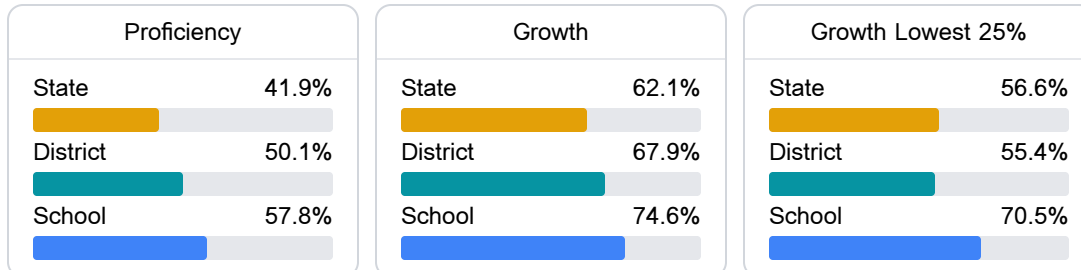 Proficiency
State 41.9%
District 50.1%
School 57.8%
Growth
State 62.1%
District 67.9%
School 74.6%
Growth Lowest 25%
State 56.6%
District 55.4%
School 70.5%